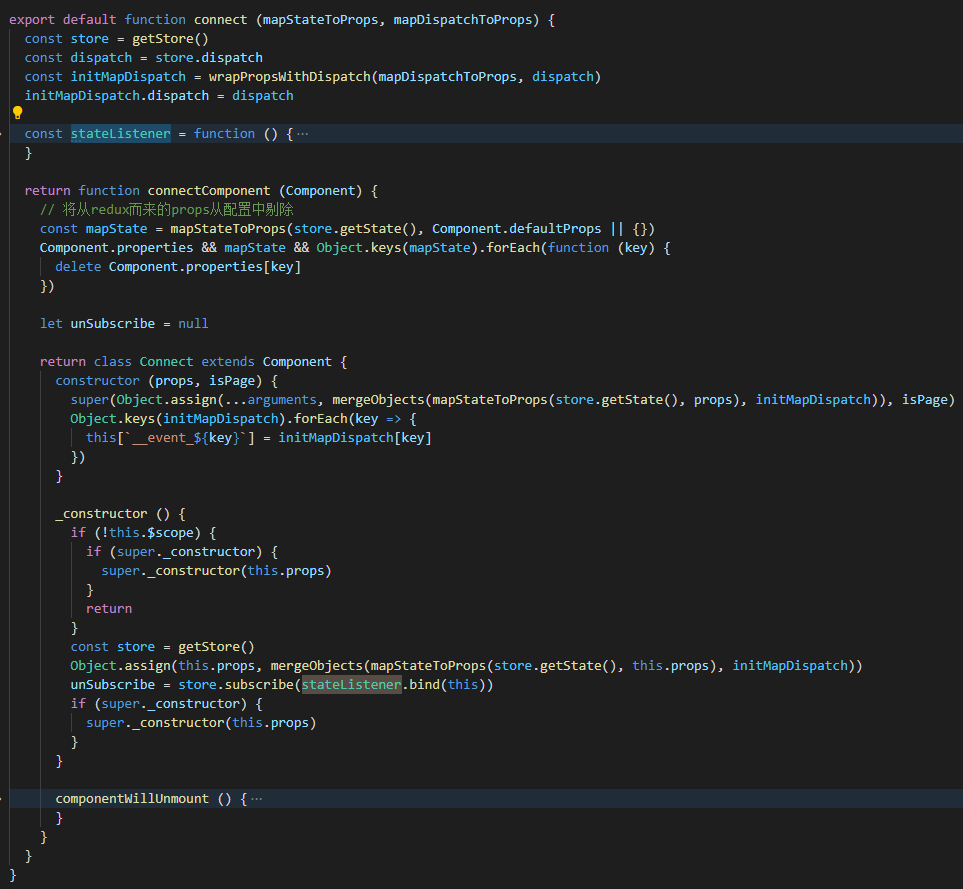 export default function connect (mapStateToProps, mapDispatchToProps) {
  const store = getStore()
  const dispatch = store.dispatch
  const initMapDispatch = wrapPropsWithDispatch(mapDispatchToProps, dispatch)
  initMapDispatch.dispatch = dispatch
  const stateListener = function () {···
  }
  return function connectComponent (Component) {
    // 将从redux而来的props从配置中剔除
    const mapState = mapStateToProps(store.getState(), Component.defaultProps || {})
    Component.properties && mapState && Object.keys(mapState).forEach(function (key) {
      delete Component.properties[key]
    })
    let unSubscribe = null
    return class Connect extends Component {
      constructor (props, isPage) {
        super(Object.assign(...arguments, mergeObjects(mapStateToProps(store.getState(), props), initMapDispatch)), isPage)
        Object.keys(initMapDispatch).forEach(key => {
          this[`__event_${key}`] = initMapDispatch[key]
        })
      }
      _constructor () {
        if (!this.$scope) {
          if (super._constructor) {
            super._constructor(this.props)
          }
          return
        }
        const store = getStore()
        Object.assign(this.props, mergeObjects(mapStateToProps(store.getState(), this.props), initMapDispatch))
        unSubscribe = store.subscribe(stateListener.bind(this))
        if (super._constructor) {
          super._constructor(this.props)
        }
      }
      componentWillUnmount () {···
      }
    }
  }
}